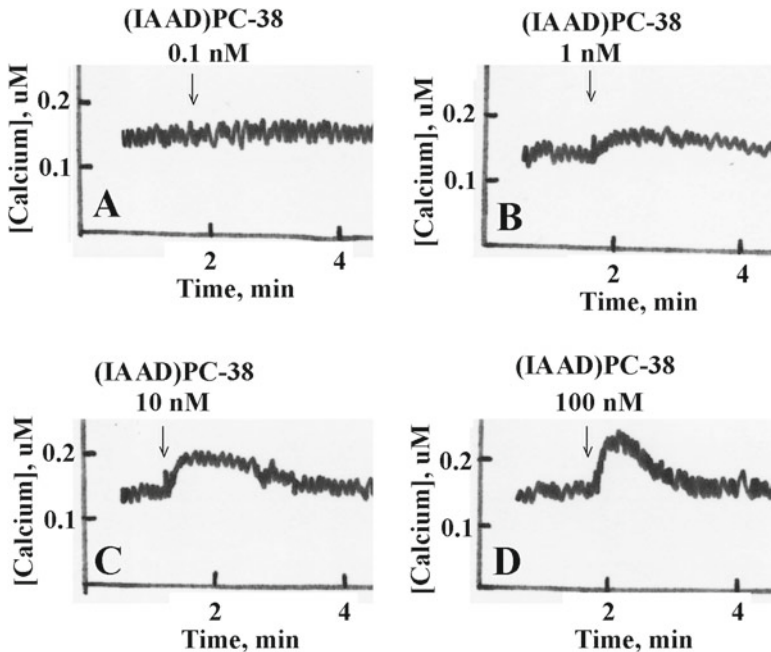 (IAAD)PC-38
0.1 nM
[Calcium], uM
0.2
0.1
A
2
4
Time, min
(IAAD)PC-38
1 nM
[Calcium], uM
0.2
0.1
B
2
4
Time, min
(IAAD)PC-38
10 nM
[Calcium], uM
0.2
0.1
C
2
4
Time, min
(IAAD)PC-38
100 nM
[Calcium], uM
0.2
0.1
D
2
4
Time, min